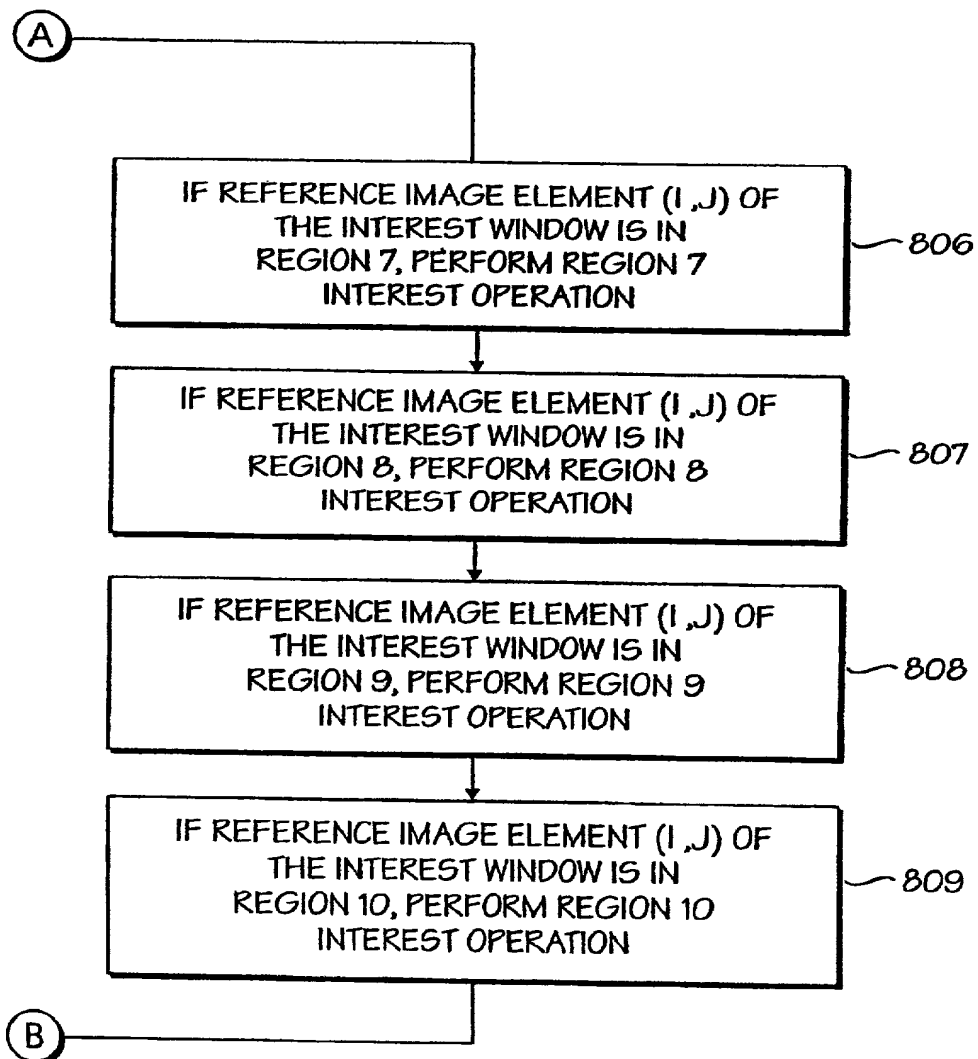 A
IF REFERENCE IMAGE ELEMENT (I ,J) OF
THE INTEREST WINDOW IS IN
REGION 7, PERFORM REGION 7
INTEREST OPERATION
806
IF REFERENCE IMAGE ELEMENT (I ,J) OF
THE INTEREST WINDOW IS IN
REGION 8, PERFORM REGION 8
INTEREST OPERATION
807
IF REFERENCE IMAGE ELEMENT (I ,J) OF
THE INTEREST WINDOW IS IN
REGION 9, PERFORM REGION 9
INTEREST OPERATION
808
IF REFERENCE IMAGE ELEMENT (I ,J) OF
THE INTEREST WINDOW IS IN
REGION 10, PERFORM REGION 10
INTEREST OPERATION
809
B